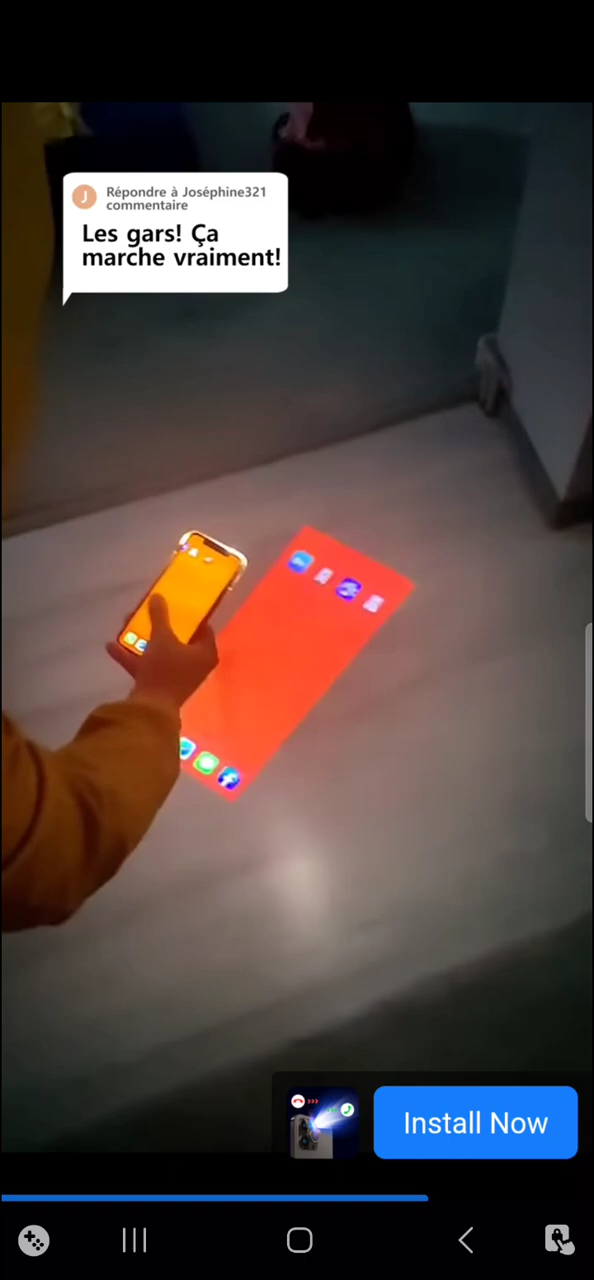 J
Répondre à Joséphine321
commentaire
Les gars! Ça
marche vraiment!
Install Now